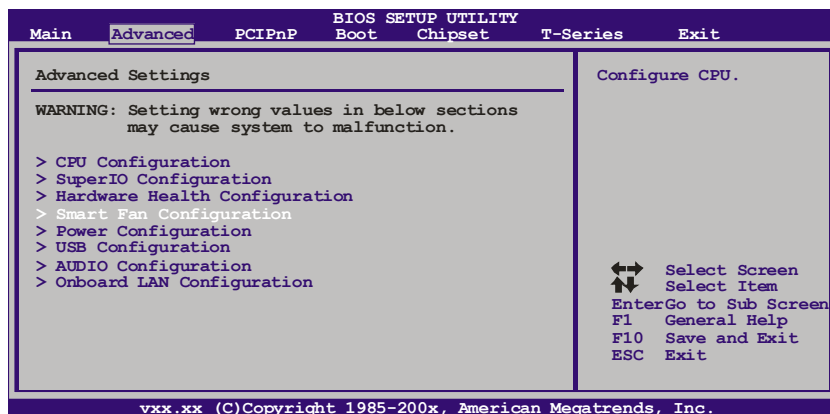 BIOS SETUP UTILITY
Main Advanced PCIPnP Boot Chipset T-Series Exit
Advanced Settings
WARNING: Setting wrong values in below sections
may cause system to malfunction.
> CPU Configuration
> SuperIO Configuration
> Hardware Health Configuration
> Smart Fan Configuration
> Power Configuration
> USB Configuration
> AUDIO Configuration
> Onboard LAN Configuration
Configure CPU.
Select Screen
Select Item
EnterGo to Sub Screen
F1 General Help
F10 Save and Exit
ESC Exit
vxx.xx (C)Copyright 1985-200x, American Megatrends, Inc.